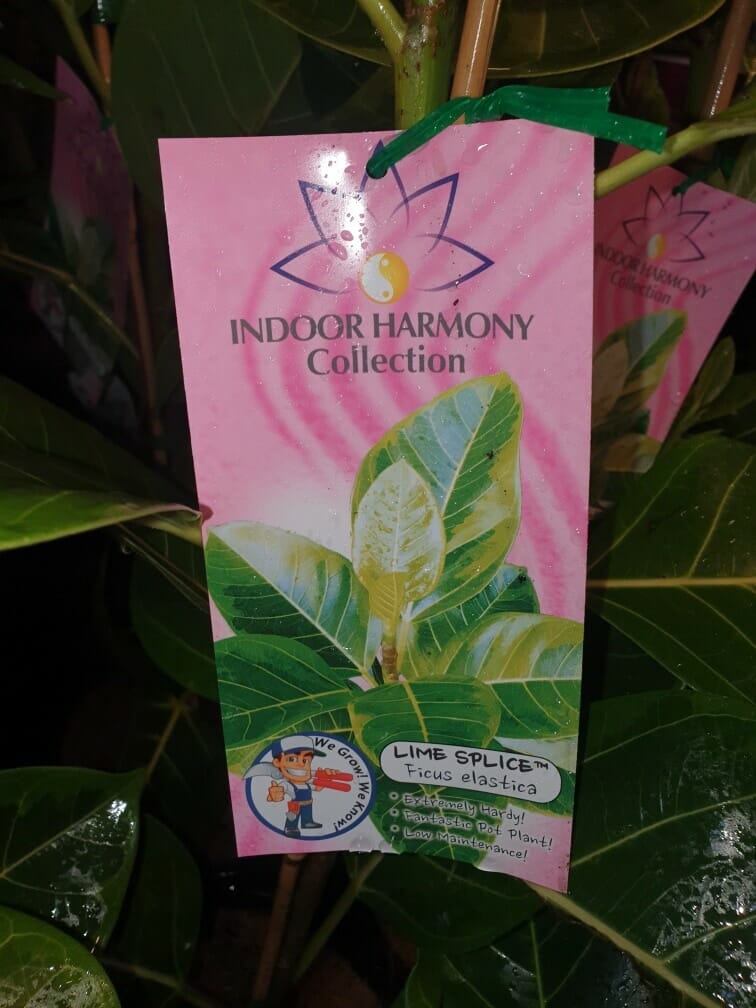 INDOOR HARMONY
Collection
INDOOR HARMONY
Collection
We Grow! We Know!
LIME SPLICE™
Ficus elastica
• Extremely Hardy!
• Fantastic Pot Plant!
• Low Maintenance!